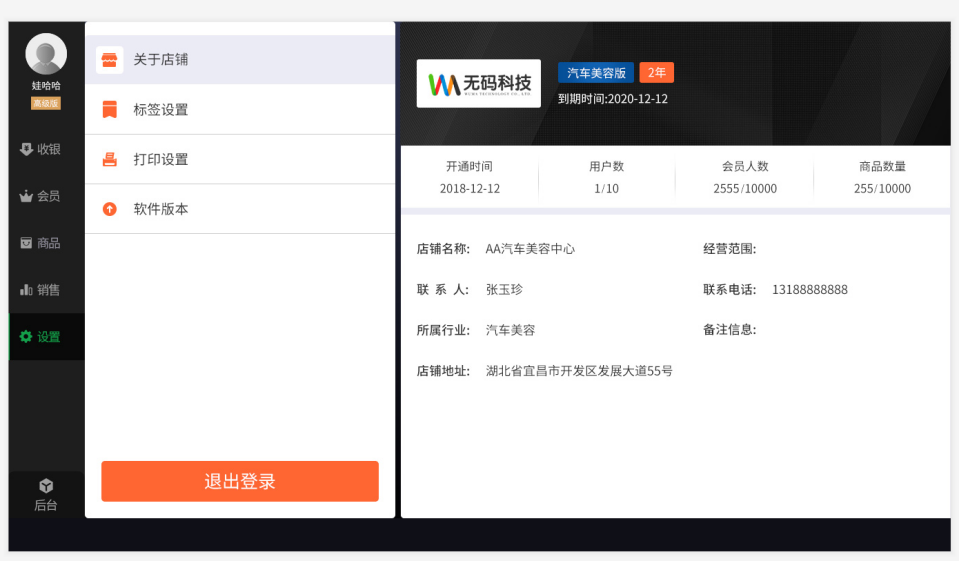 娃哈哈
高级版
收银
会员
商品
销售
设置
后台
关于店铺
标签设置
打印设置
软件版本
退出登录
无码科技
汽车美容版 2年
到期时间:2020-12-12
开通时间 用户数 会员人数 商品数量
2018-12-12 1/10 2555/10000 255/10000
店铺名称: AA汽车美容中心 经营范围:
联 系 人: 张玉珍 联系电话: 13188888888
所属行业: 汽车美容 备注信息:
店铺地址: 湖北省宜昌市开发区发展大道55号